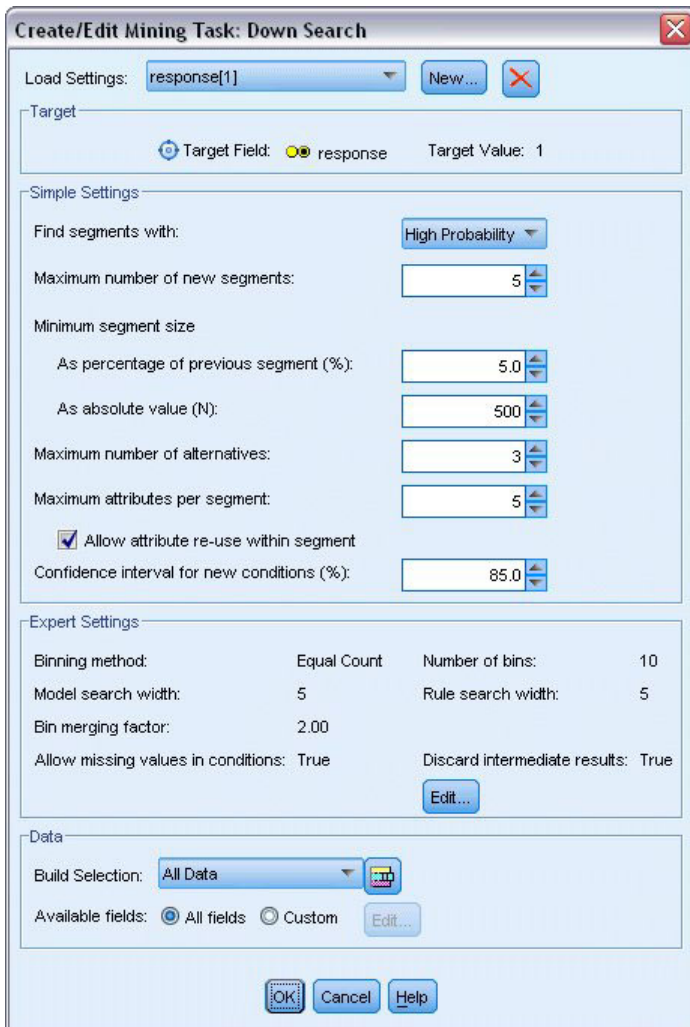 Create/Edit Mining Task: Down Search
Load Settings: response[1] New...
Target
Target Field: response Target Value: 1
Simple Settings
Find segments with: High Probability
Maximum number of new segments: 5
Minimum segment size
As percentage of previous segment (%): 5.0
As absolute value (N): 500
Maximum number of alternatives: 3
Maximum attributes per segment: 5
Allow attribute re-use within segment
Confidence interval for new conditions (%): 85.0
Expert Settings
Binning method: Equal Count Number of bins: 10
Model search width: 5 Rule search width: 5
Bin merging factor: 2.00
Allow missing values in conditions: True Discard intermediate results: True
Edit...
Data
Build Selection: All Data
Available fields: All fields Custom Edit...
OK Cancel Help